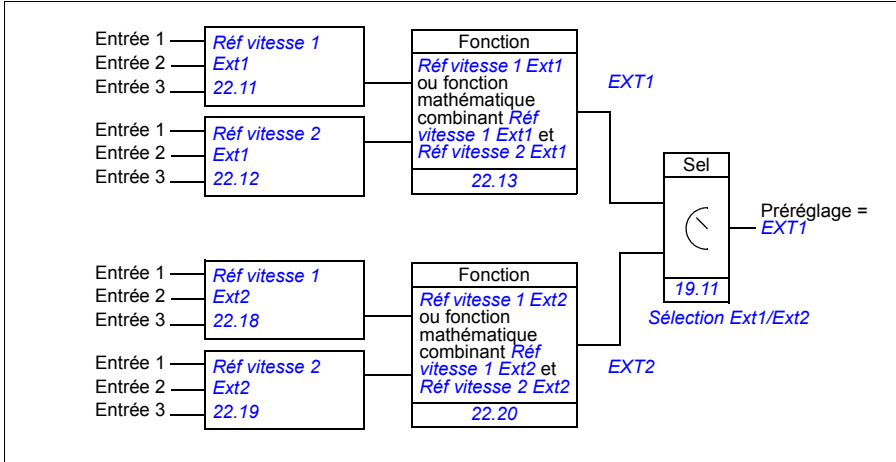 Entrée 1
Entrée 2
Entrée 3
Réf vitesse 1
Ext1
22.11
Entrée 1
Entrée 2
Entrée 3
Réf vitesse 2
Ext1
22.12
Fonction
Réf vitesse 1 Ext1
ou fonction
mathématique
combinant Réf
vitesse 1 Ext1 et
Réf vitesse 2 Ext1
22.13
EXT1
Sel
19.11
Sélection Ext1/Ext2
Préréglage =
EXT1
Entrée 1
Entrée 2
Entrée 3
Réf vitesse 1
Ext2
22.18
Entrée 1
Entrée 2
Entrée 3
Réf vitesse 2
Ext2
22.19
Fonction
Réf vitesse 1 Ext2
ou fonction
mathématique
combinant Réf
vitesse 1 Ext2 et
Réf vitesse 2 Ext2
22.20
EXT2